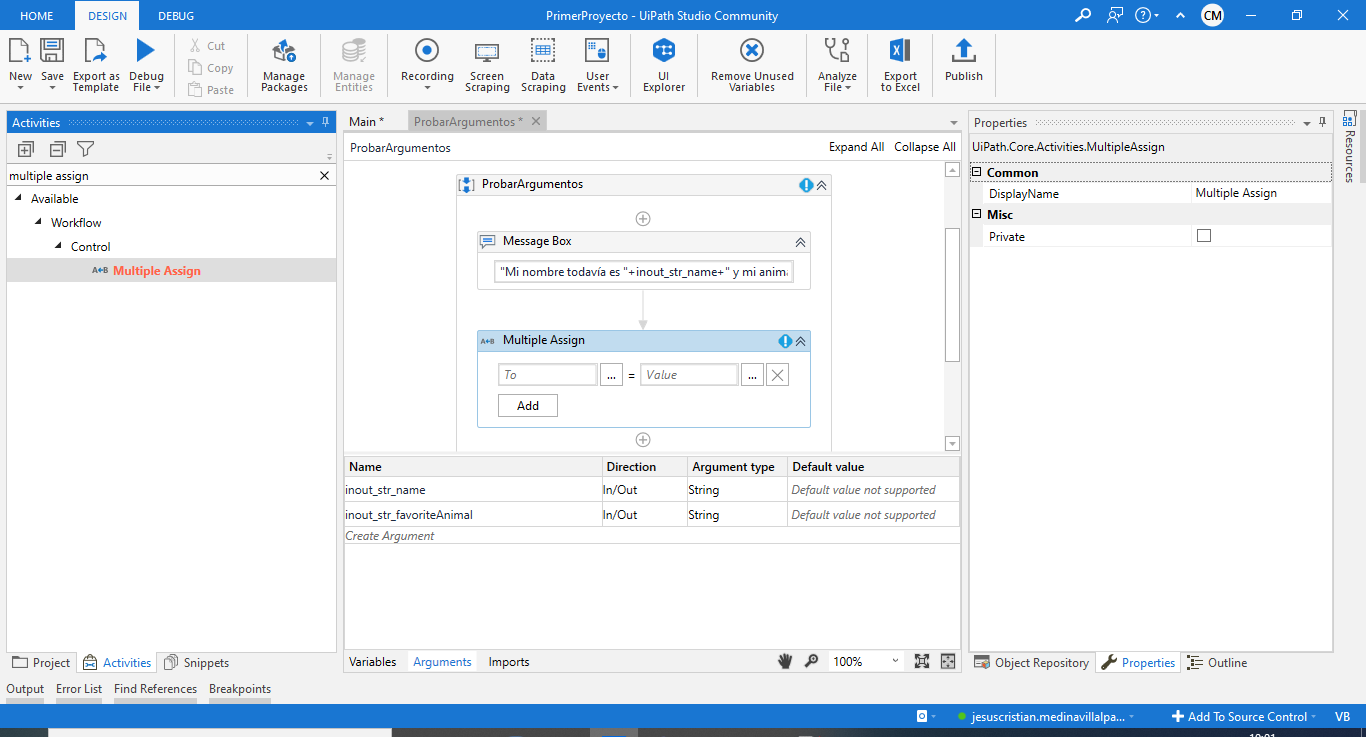 HOME DESIGN DEBUG PrimerProyecto - UiPath Studio Community ? CM
New Save Export as Template Debug File Cut Copy Paste Manage Packages Manage Entities Recording Screen Scraping Data Scraping User Events UI Explorer Remove Unused Variables Analyze File Export to Excel Publish
Activities
multiple assign
Available
Workflow
Control
A+B Multiple Assign
Main * ProbarArgumentos *
ProbarArgumentos Expand All Collapse All
ProbarArgumentos
Message Box
"Mi nombre todavía es "+inout_str_name+" y mi anim
Multiple Assign
To ... = Value ...
Add
Name Direction Argument type Default value
inout_str_name In/Out String Default value not supported
inout_str_favoriteAnimal In/Out String Default value not supported
Create Argument
Variables Arguments Imports 100%
Properties
UiPath.Core.Activities.MultipleAssign
Common
DisplayName Multiple Assign
Misc
Private
Resources
Project Activities Snippets
Object Repository Properties Outline
Output Error List Find References Breakpoints
jesuscristian.medinavillalpa... Add To Source Control VB